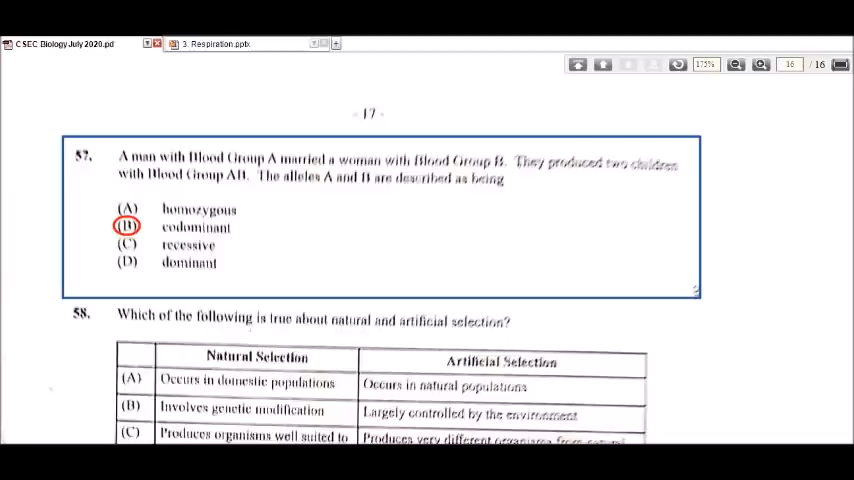 CSEC Biology July 2020.pd
3. Respiration.pptx
175%
16 / 16
17
57. A man with Blood Group A married a woman with Blood Group B. They produced two children
with Blood Group AB. The alleles A and B are described as being
(A) homozygous
(B) codominant
(C) recessive
(D) dominant
58. Which of the following is true about natural and artificial selection?
Natural Selection Artificial Selection
(A) Occurs in domestic populations Occurs in natural populations
(B) Involves genetic modification Largely controlled by the environment
(C) Produces organisms well suited to Produces very different organisms from natural